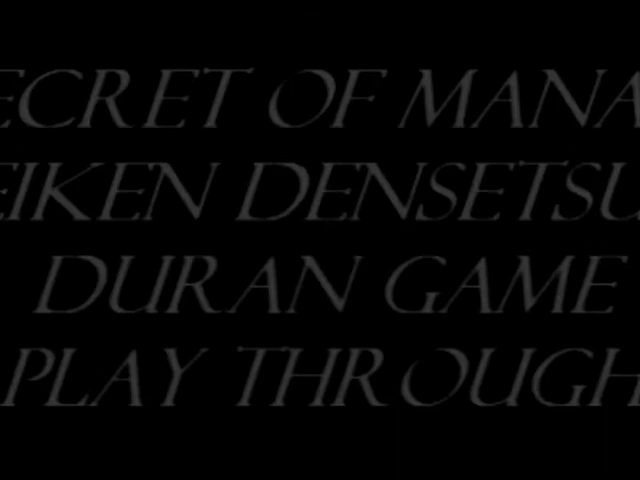 ECRET OF MANA
EIKEN DENSETSU
DURAN GAME
PLAY THROUGH